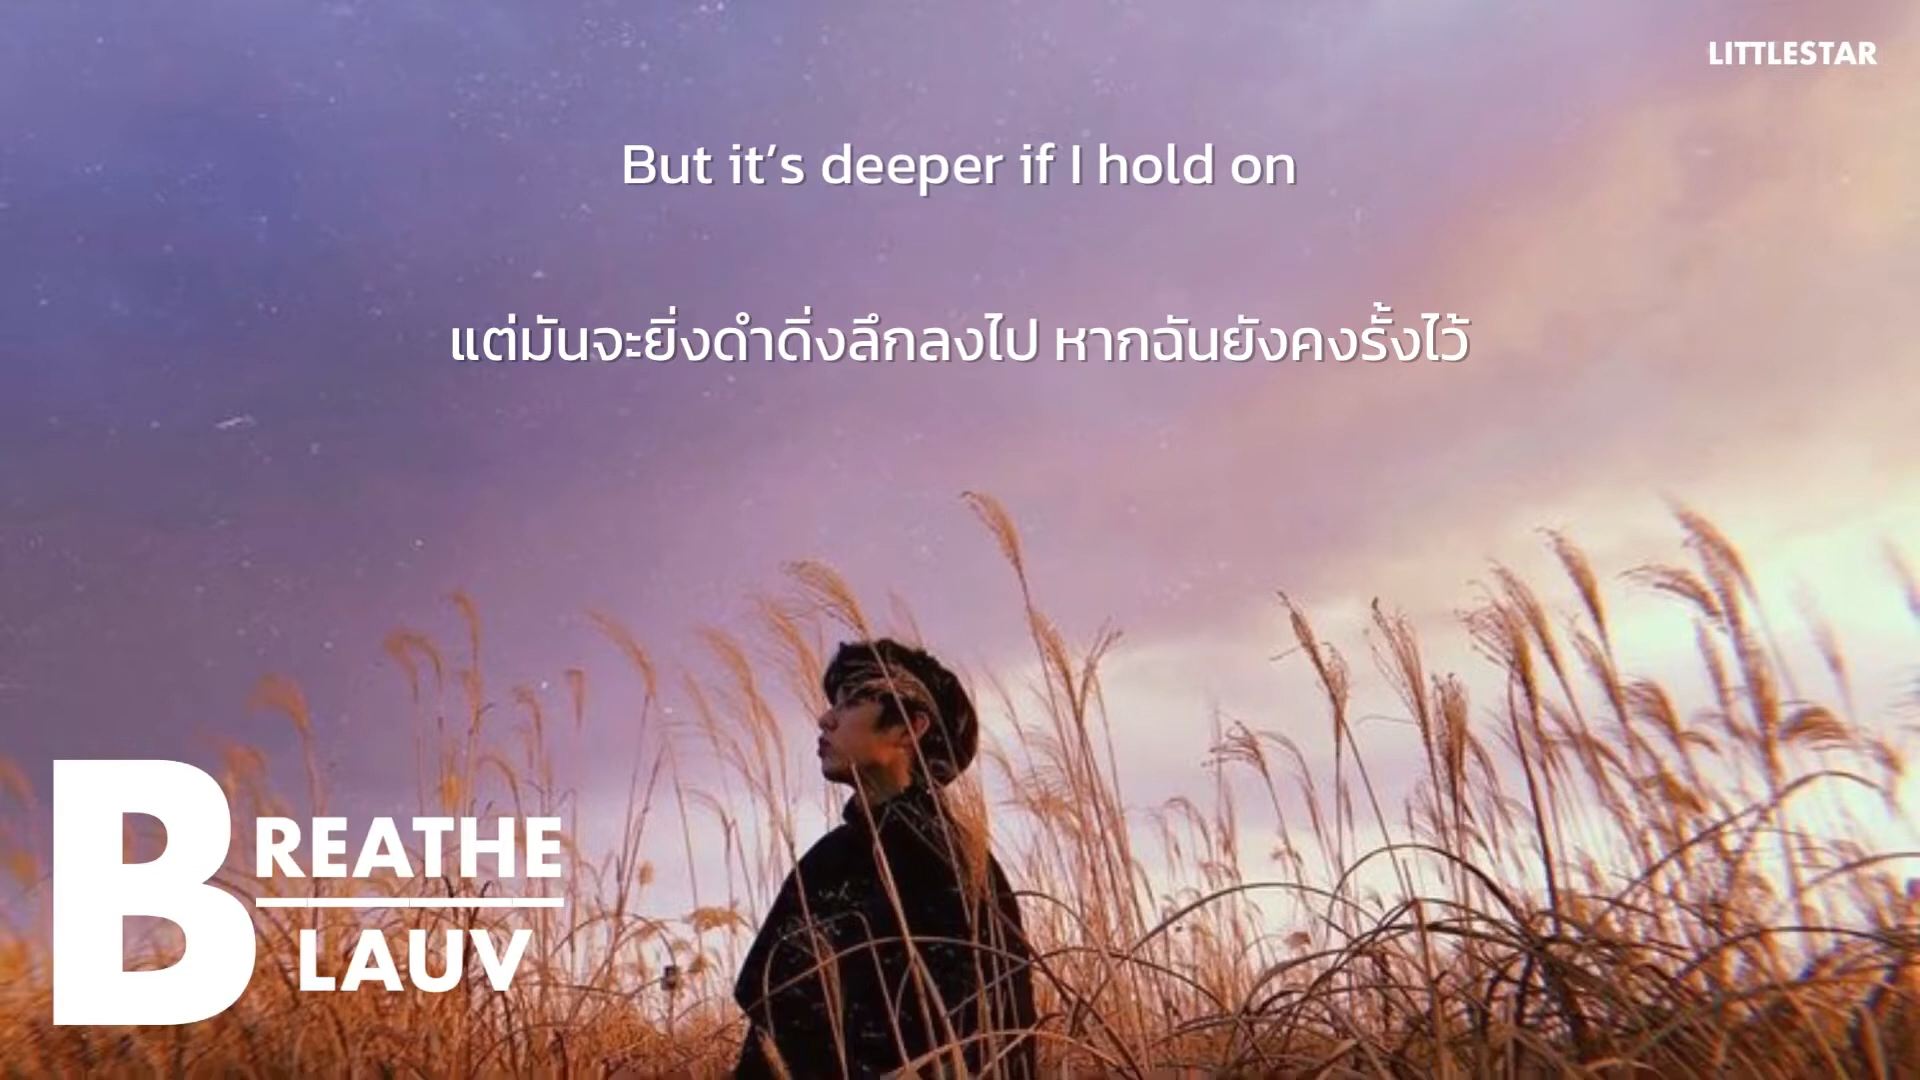 LITTLESTAR
But it’s deeper if I hold on
แต่มันจะยิ่งดำดิ่งลึกลงไป หากฉันยังคงรั้งไว้
BREATHE
LAUV